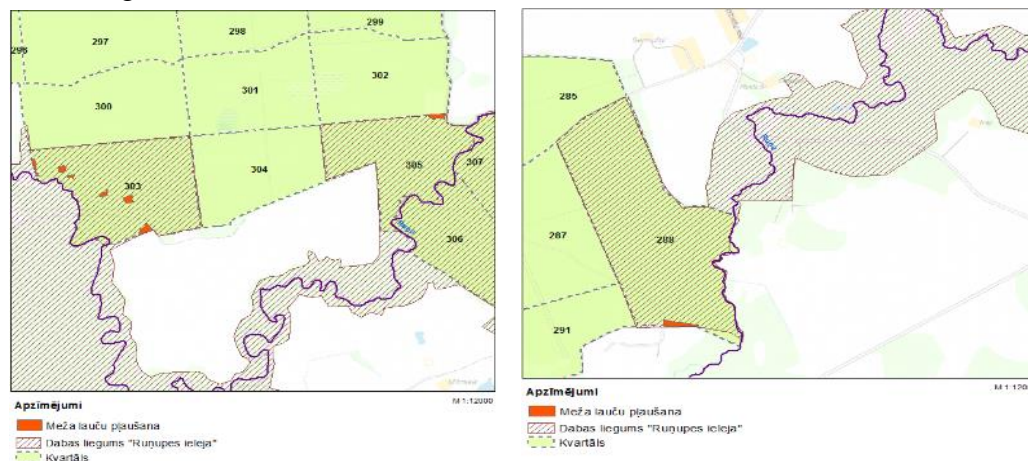 297
298
299
296
300
301
302
303
304
305
307
306
Apzīmējumi
M 1:12000
Meža lauču pļaušana
Dabas liegums "Ruņupes ieleja"
Kvartāls
285
287
288
291
Apzīmējumi
Meža lauču pļaušana
Dabas liegums "Ruņupes ieleja"
Kvartāls